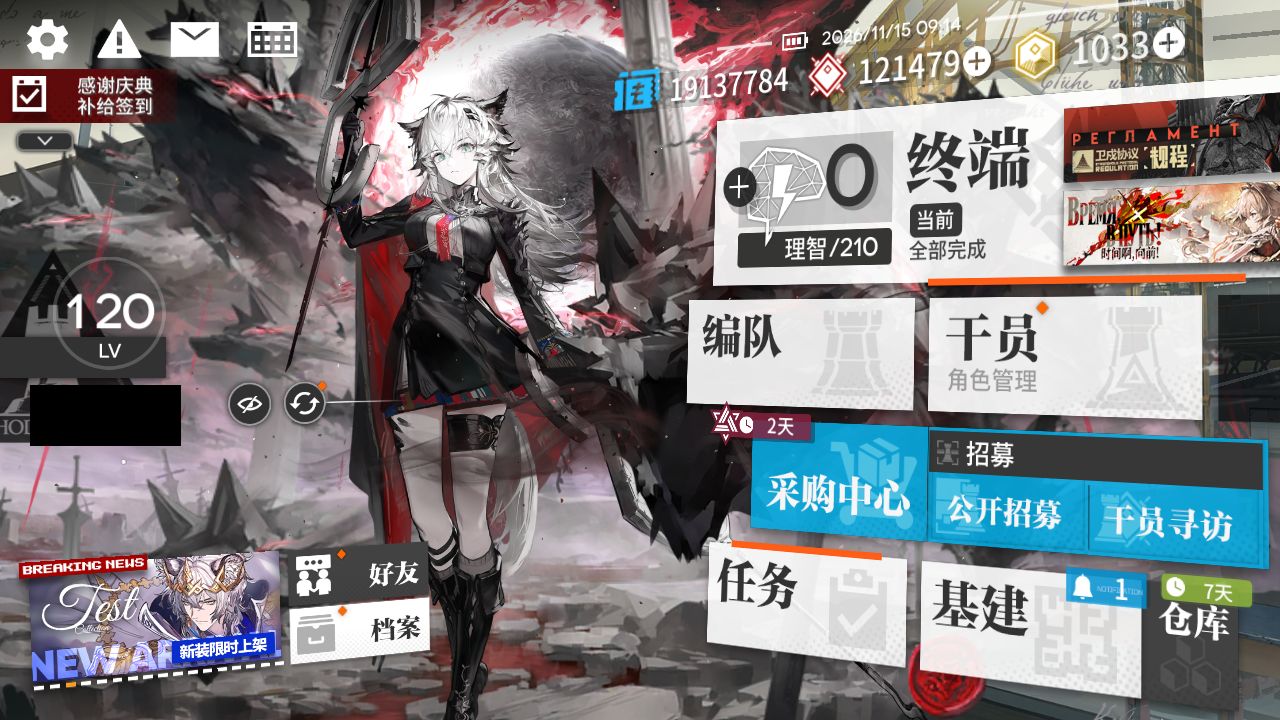 2026/11/15 09:14
感谢庆典
补给签到
19137784
121479
1033
0
理智/210
终端
当前
全部完成
РЕГЛАМЕНТ
卫戍协议
规程
时间啊,向前!
120
LV
编队
干员
角色管理
2天
采购中心
招募
公开招募
干员寻访
BREAKING NEWS
Test
Collection
新装限时上架
好友
档案
任务
基建
1
NOTIFICATION
7天
仓库